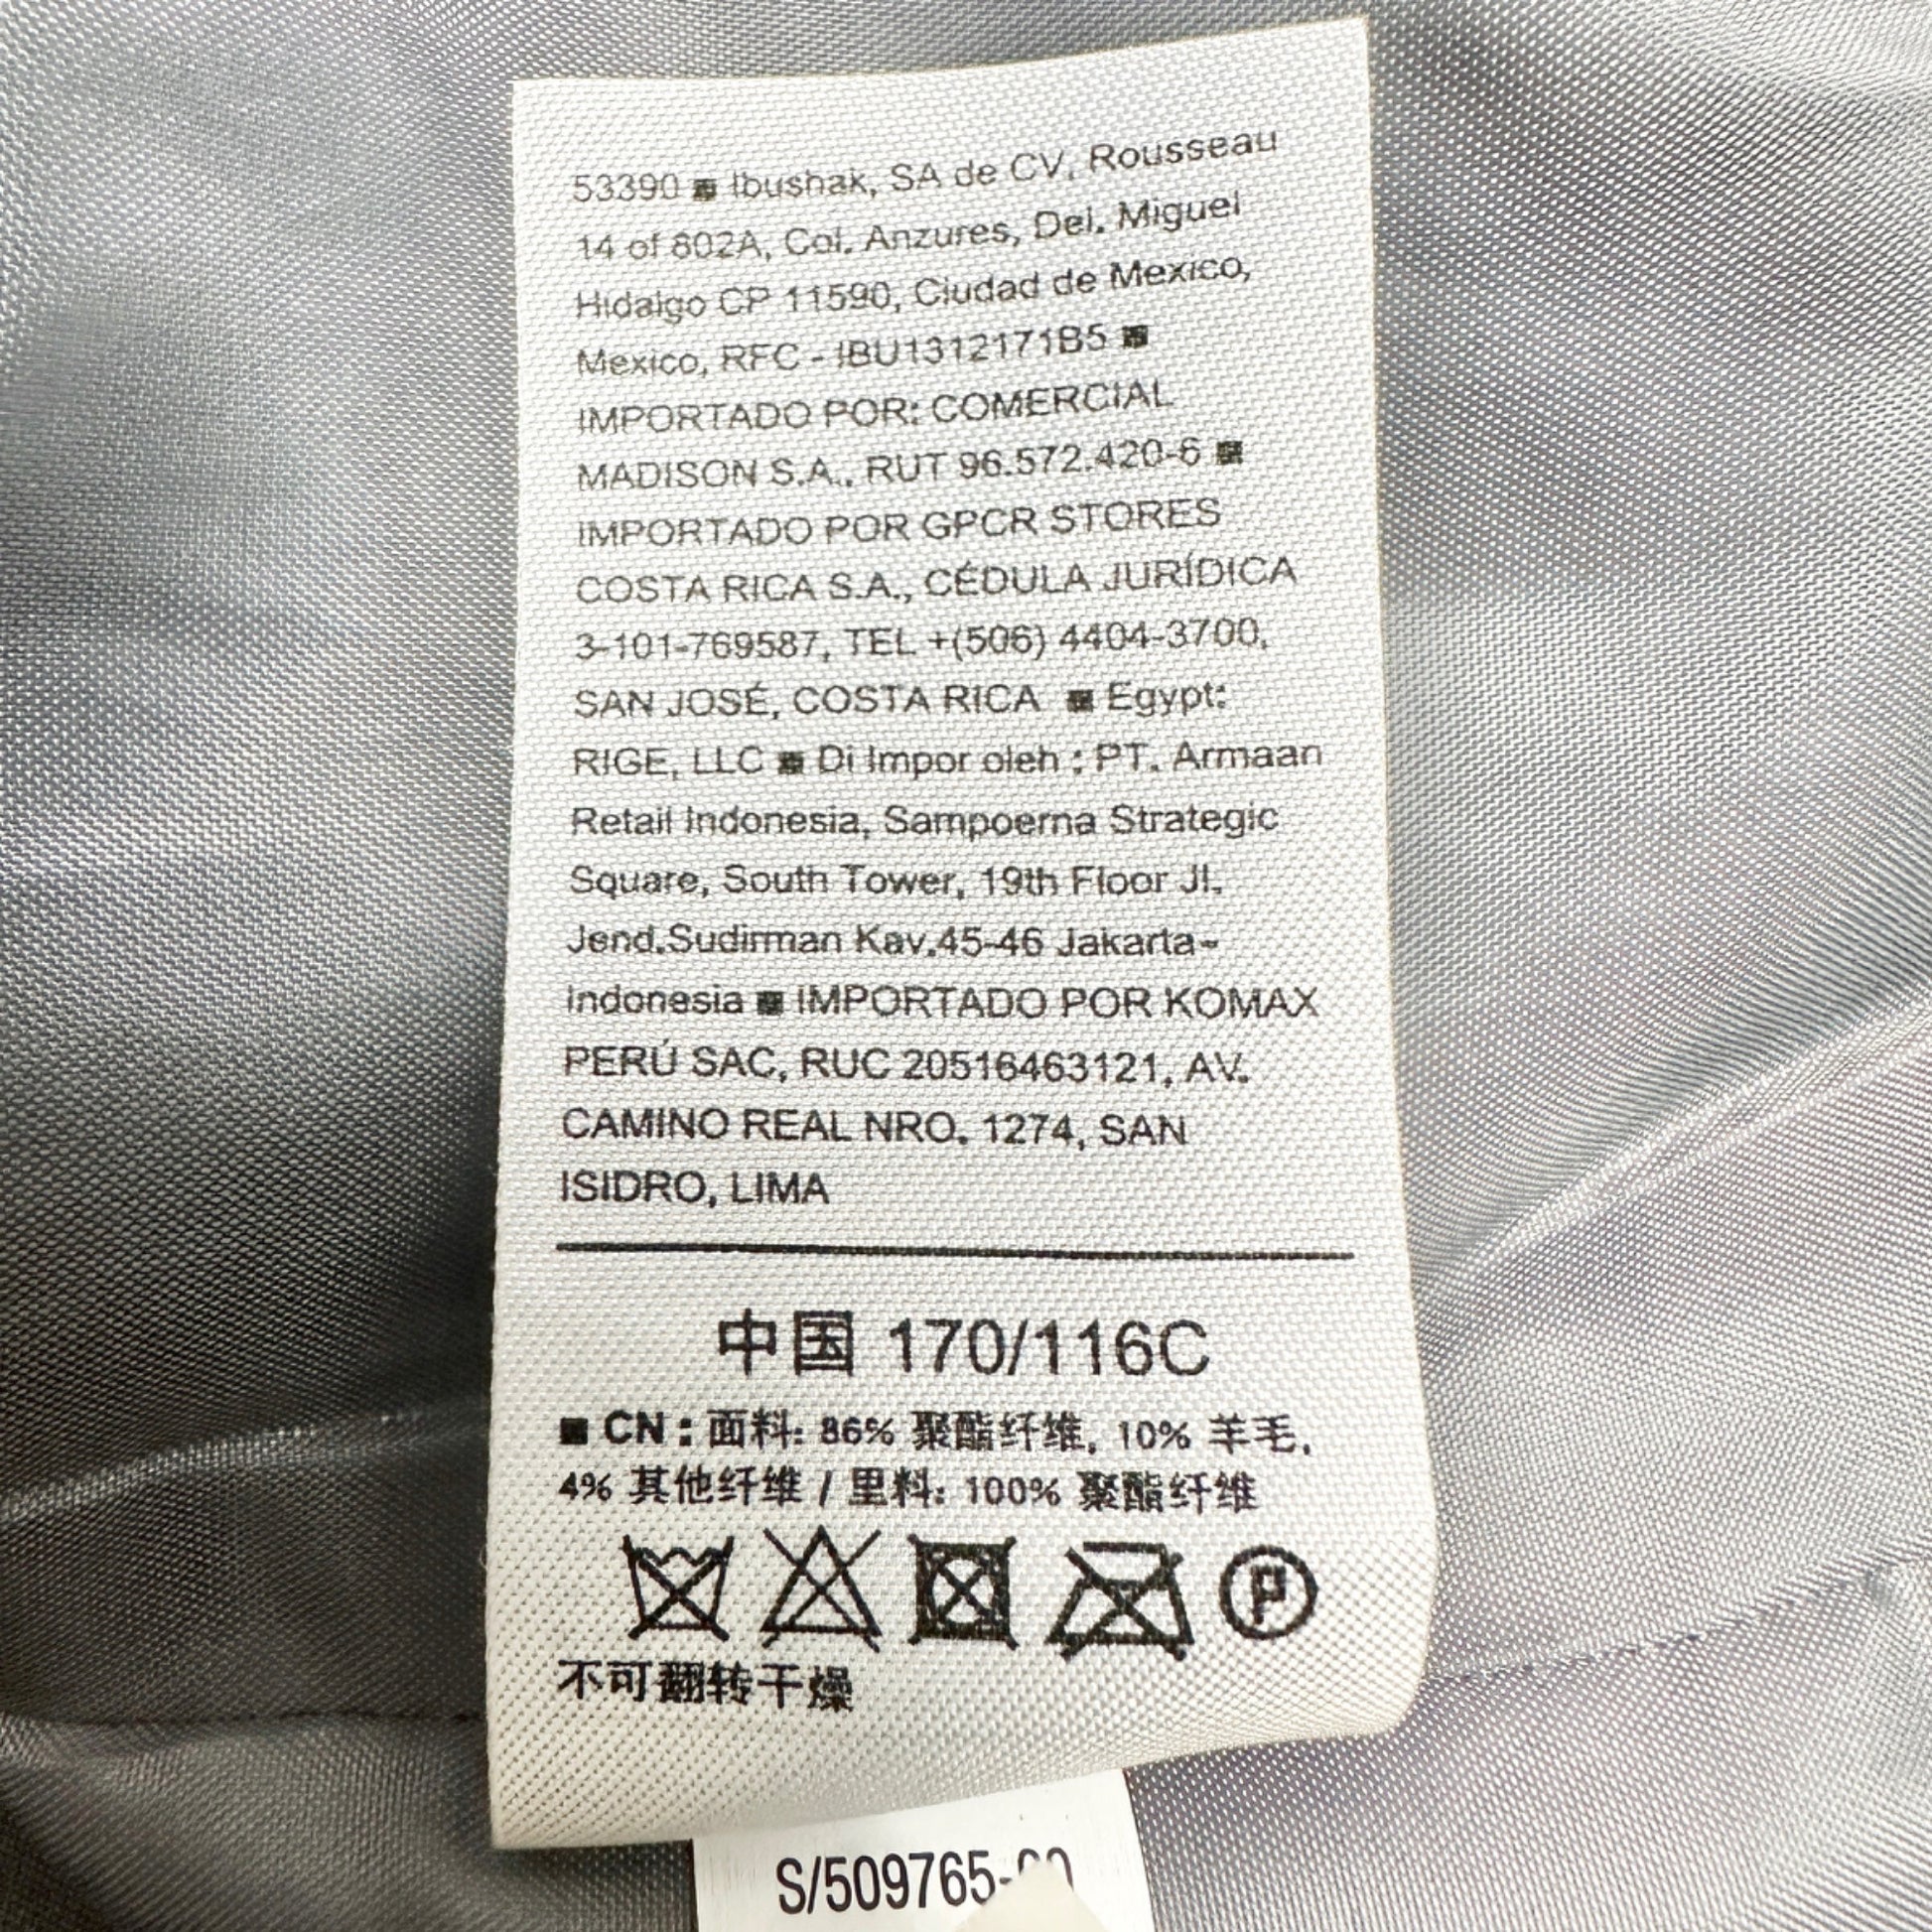 53390 ■ Ibushak, SA de CV, Rousseau
14 of 802A, Col. Anzures, Del. Miguel
Hidalgo CP 11590, Ciudad de Mexico,
Mexico, RFC - IBU1312171B5 ■
IMPORTADO POR: COMERCIAL
MADISON S.A., RUT 96.572.420-6 ■
IMPORTADO POR GPCR STORES
COSTA RICA S.A., CÉDULA JURÍDICA
3-101-769587, TEL +(506) 4404-3700,
SAN JOSÉ, COSTA RICA ■ Egypt:
RIGE, LLC ■ Di Impor oleh : PT. Armaan
Retail Indonesia, Sampoerna Strategic
Square, South Tower, 19th Floor Jl.
Jend.Sudirman Kav.45-46 Jakarta-
Indonesia ■ IMPORTADO POR KOMAX
PERÚ SAC, RUC 20516463121, AV.
CAMINO REAL NRO. 1274, SAN
ISIDRO, LIMA
中国 170/116C
■ CN : 面料: 86% 聚酯纤维, 10% 羊毛,
4% 其他纤维 / 里料: 100% 聚酯纤维
P
不可翻转干燥
S/509765-